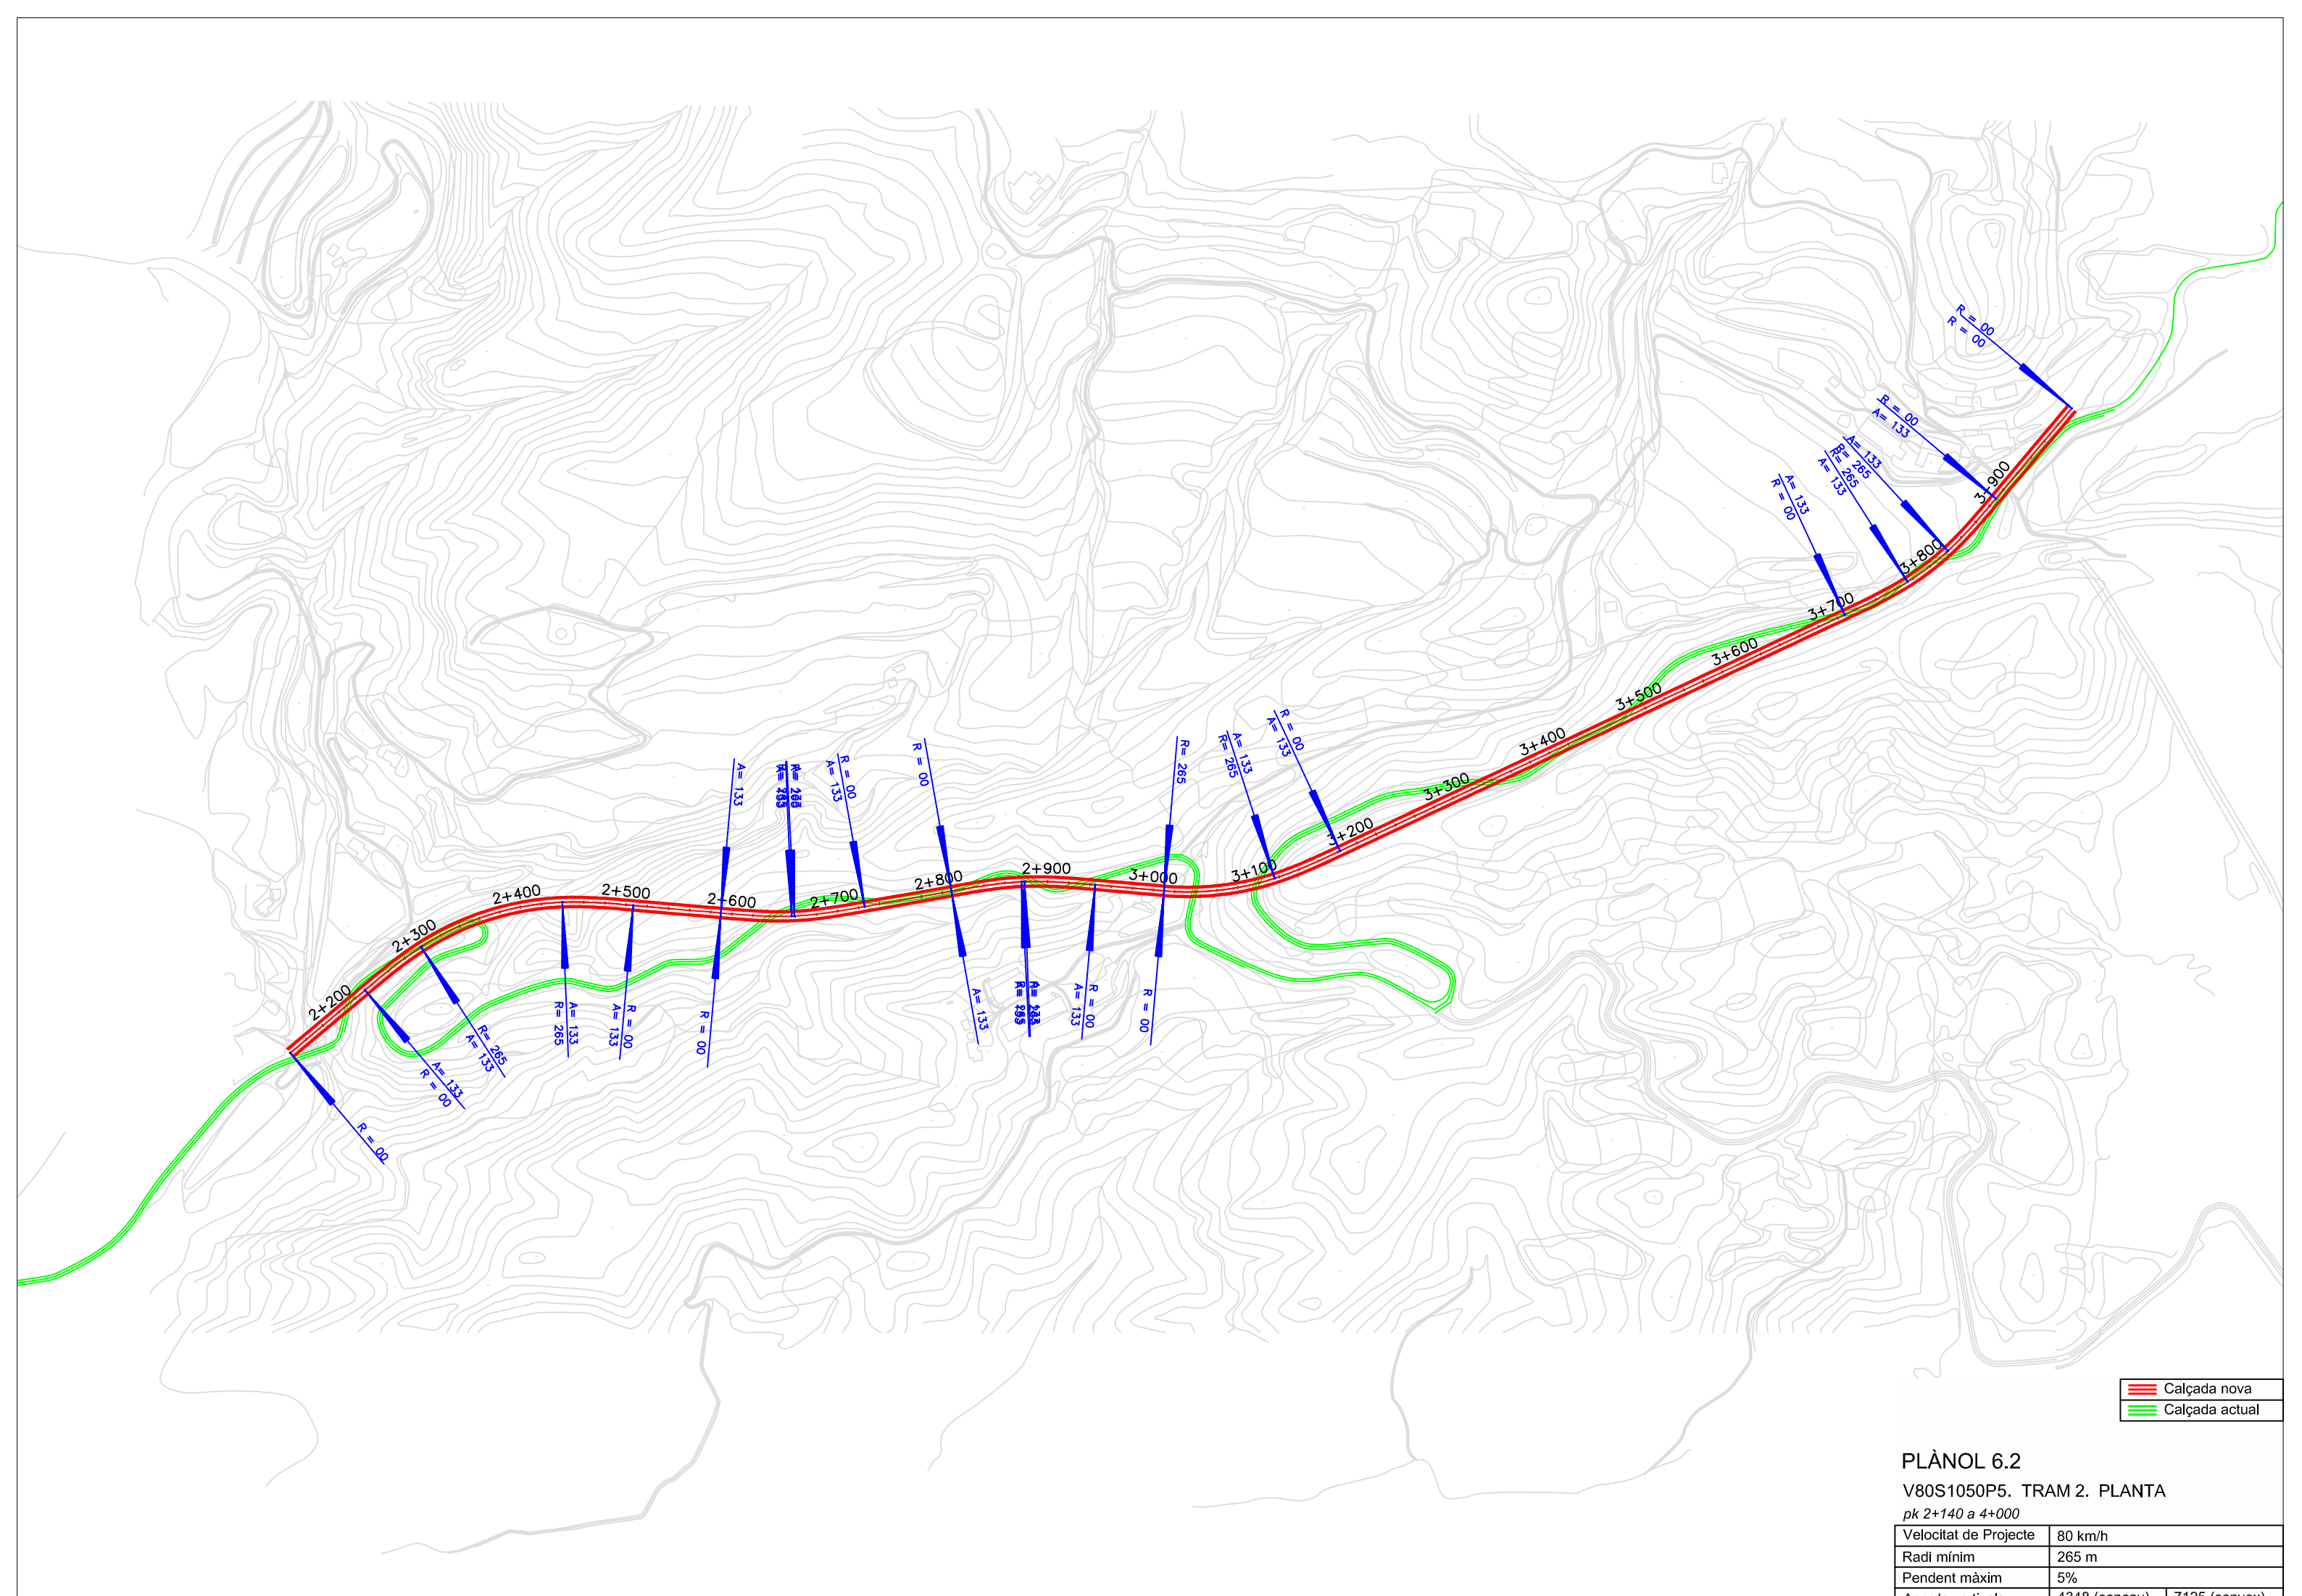 R = 00
R = 00
R = 00
A= 133
A= 133
R= 265
R= 265
A= 133
A= 133
R = 00
3+900
3+800
3+700
3+600
3+500
3+400
3+300
3+200
3+100
3+000
2+900
2+800
2+700
2+600
2+500
2+400
2+300
2+200
R = 00
A= 133
A= 133
R= 265
R= 265
R = 00
R = 00
A= 133
A= 133
R = 00
A= 133
R = 00
A= 133
R = 00
R = 00
A= 133
A= 133
R= 265
R = 00
A= 133
R= 265
A= 133
A= 133
R = 00
R = 00
Calçada nova
Calçada actual
PLÀNOL 6.2
V80S1050P5. TRAM 2. PLANTA
pk 2+140 a 4+000
Velocitat de Projecte 80 km/h
Radi mínim 265 m
Pendent màxim 5%